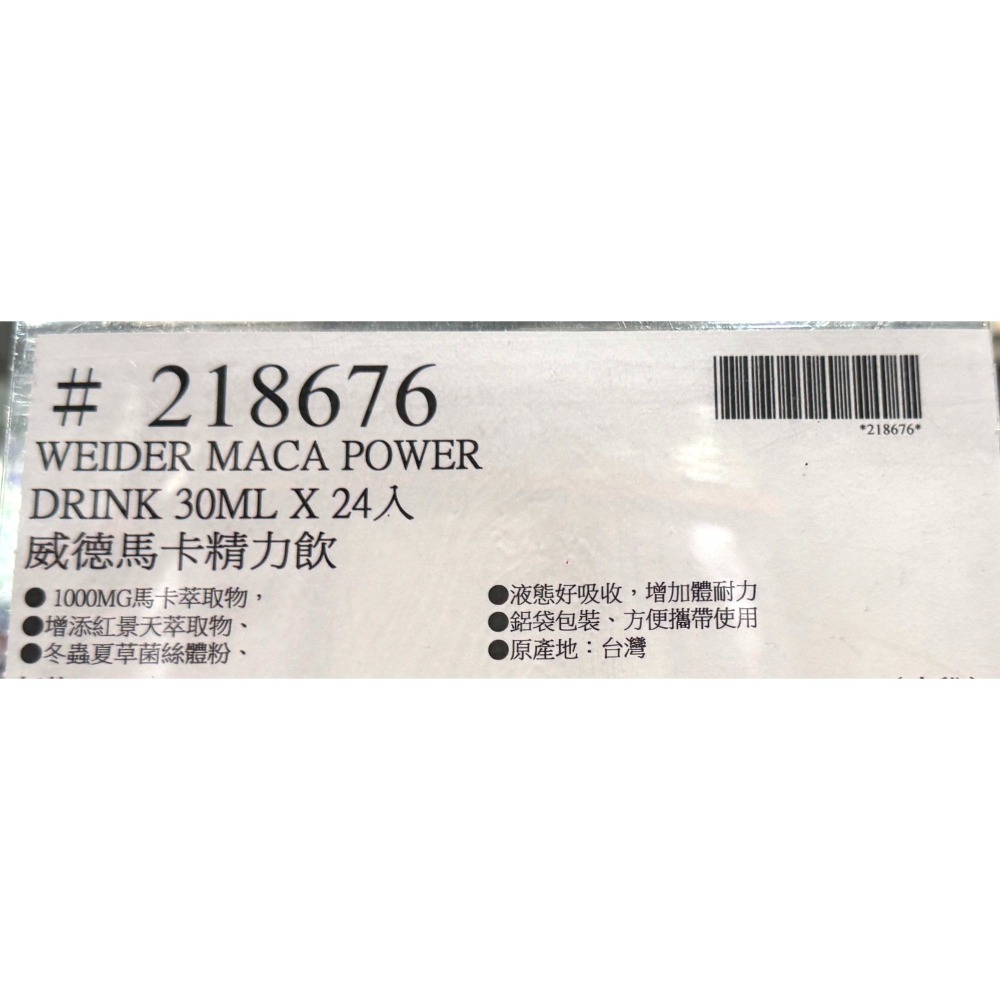 # 218676
*218676*
WEIDER MACA POWER
DRINK 30ML X 24入
威德馬卡精力飲
● 1000MG馬卡萃取物，
●增添紅景天萃取物、
●冬蟲夏草菌絲體粉、
●液態好吸收，增加體耐力
●鋁袋包裝、方便攜帶使用
●原產地：台灣